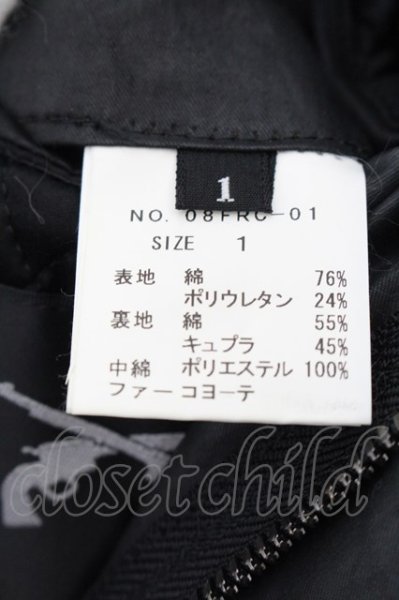 1
NO. 08FRC-01
SIZE 1
表地 綿 76%
ポリウレタン 24%
裏地 綿 55%
キュプラ 45%
中綿 ポリエステル 100%
ファー コヨーテ
closetchild